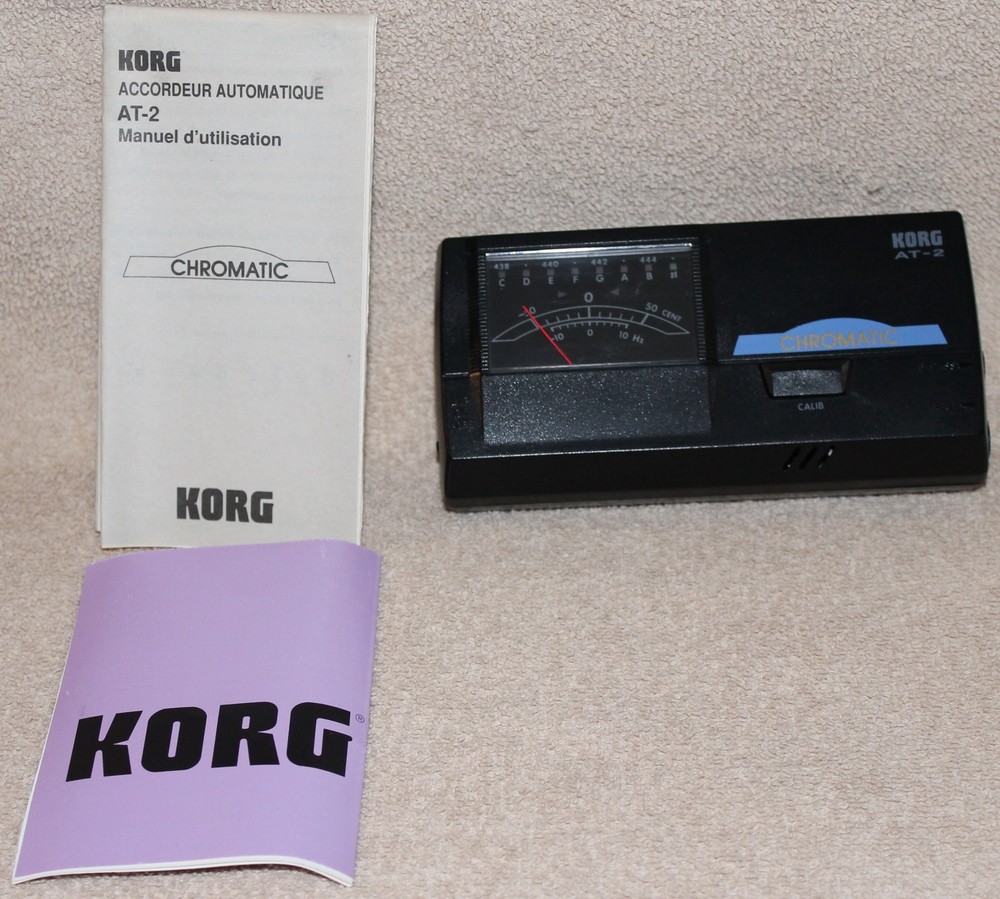 KORG
ACCORDEUR AUTOMATIQUE
AT-2
Manuel d'utilisation
CHROMATIC
KORG
KORG®
KORG
AT-2
438 · 440 · 442 · 444 ·
C D E F G A B #
0
50 CENT
-10 0 10 Hz
CHROMATIC
CALIB